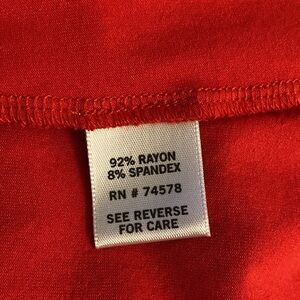 92% RAYON
8% SPANDEX
RN # 74578
SEE REVERSE
FOR CARE